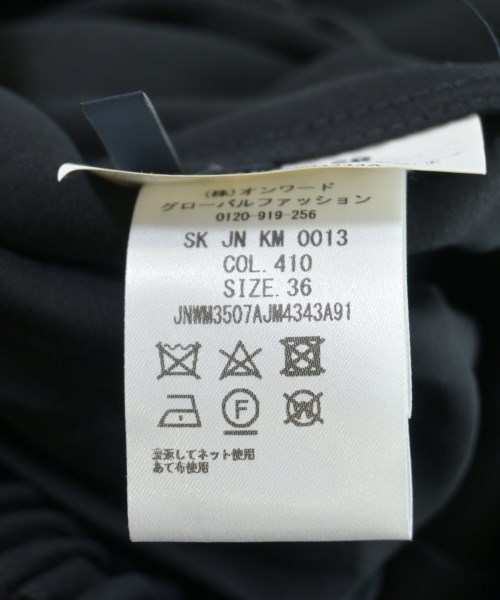 (株)オンワード
グローバルファッション
0120-919-256
SK JN KM 0013
COL. 410
SIZE. 36
JNWM3507AJM4343A91
F
W
裏返してネット使用
あて布使用